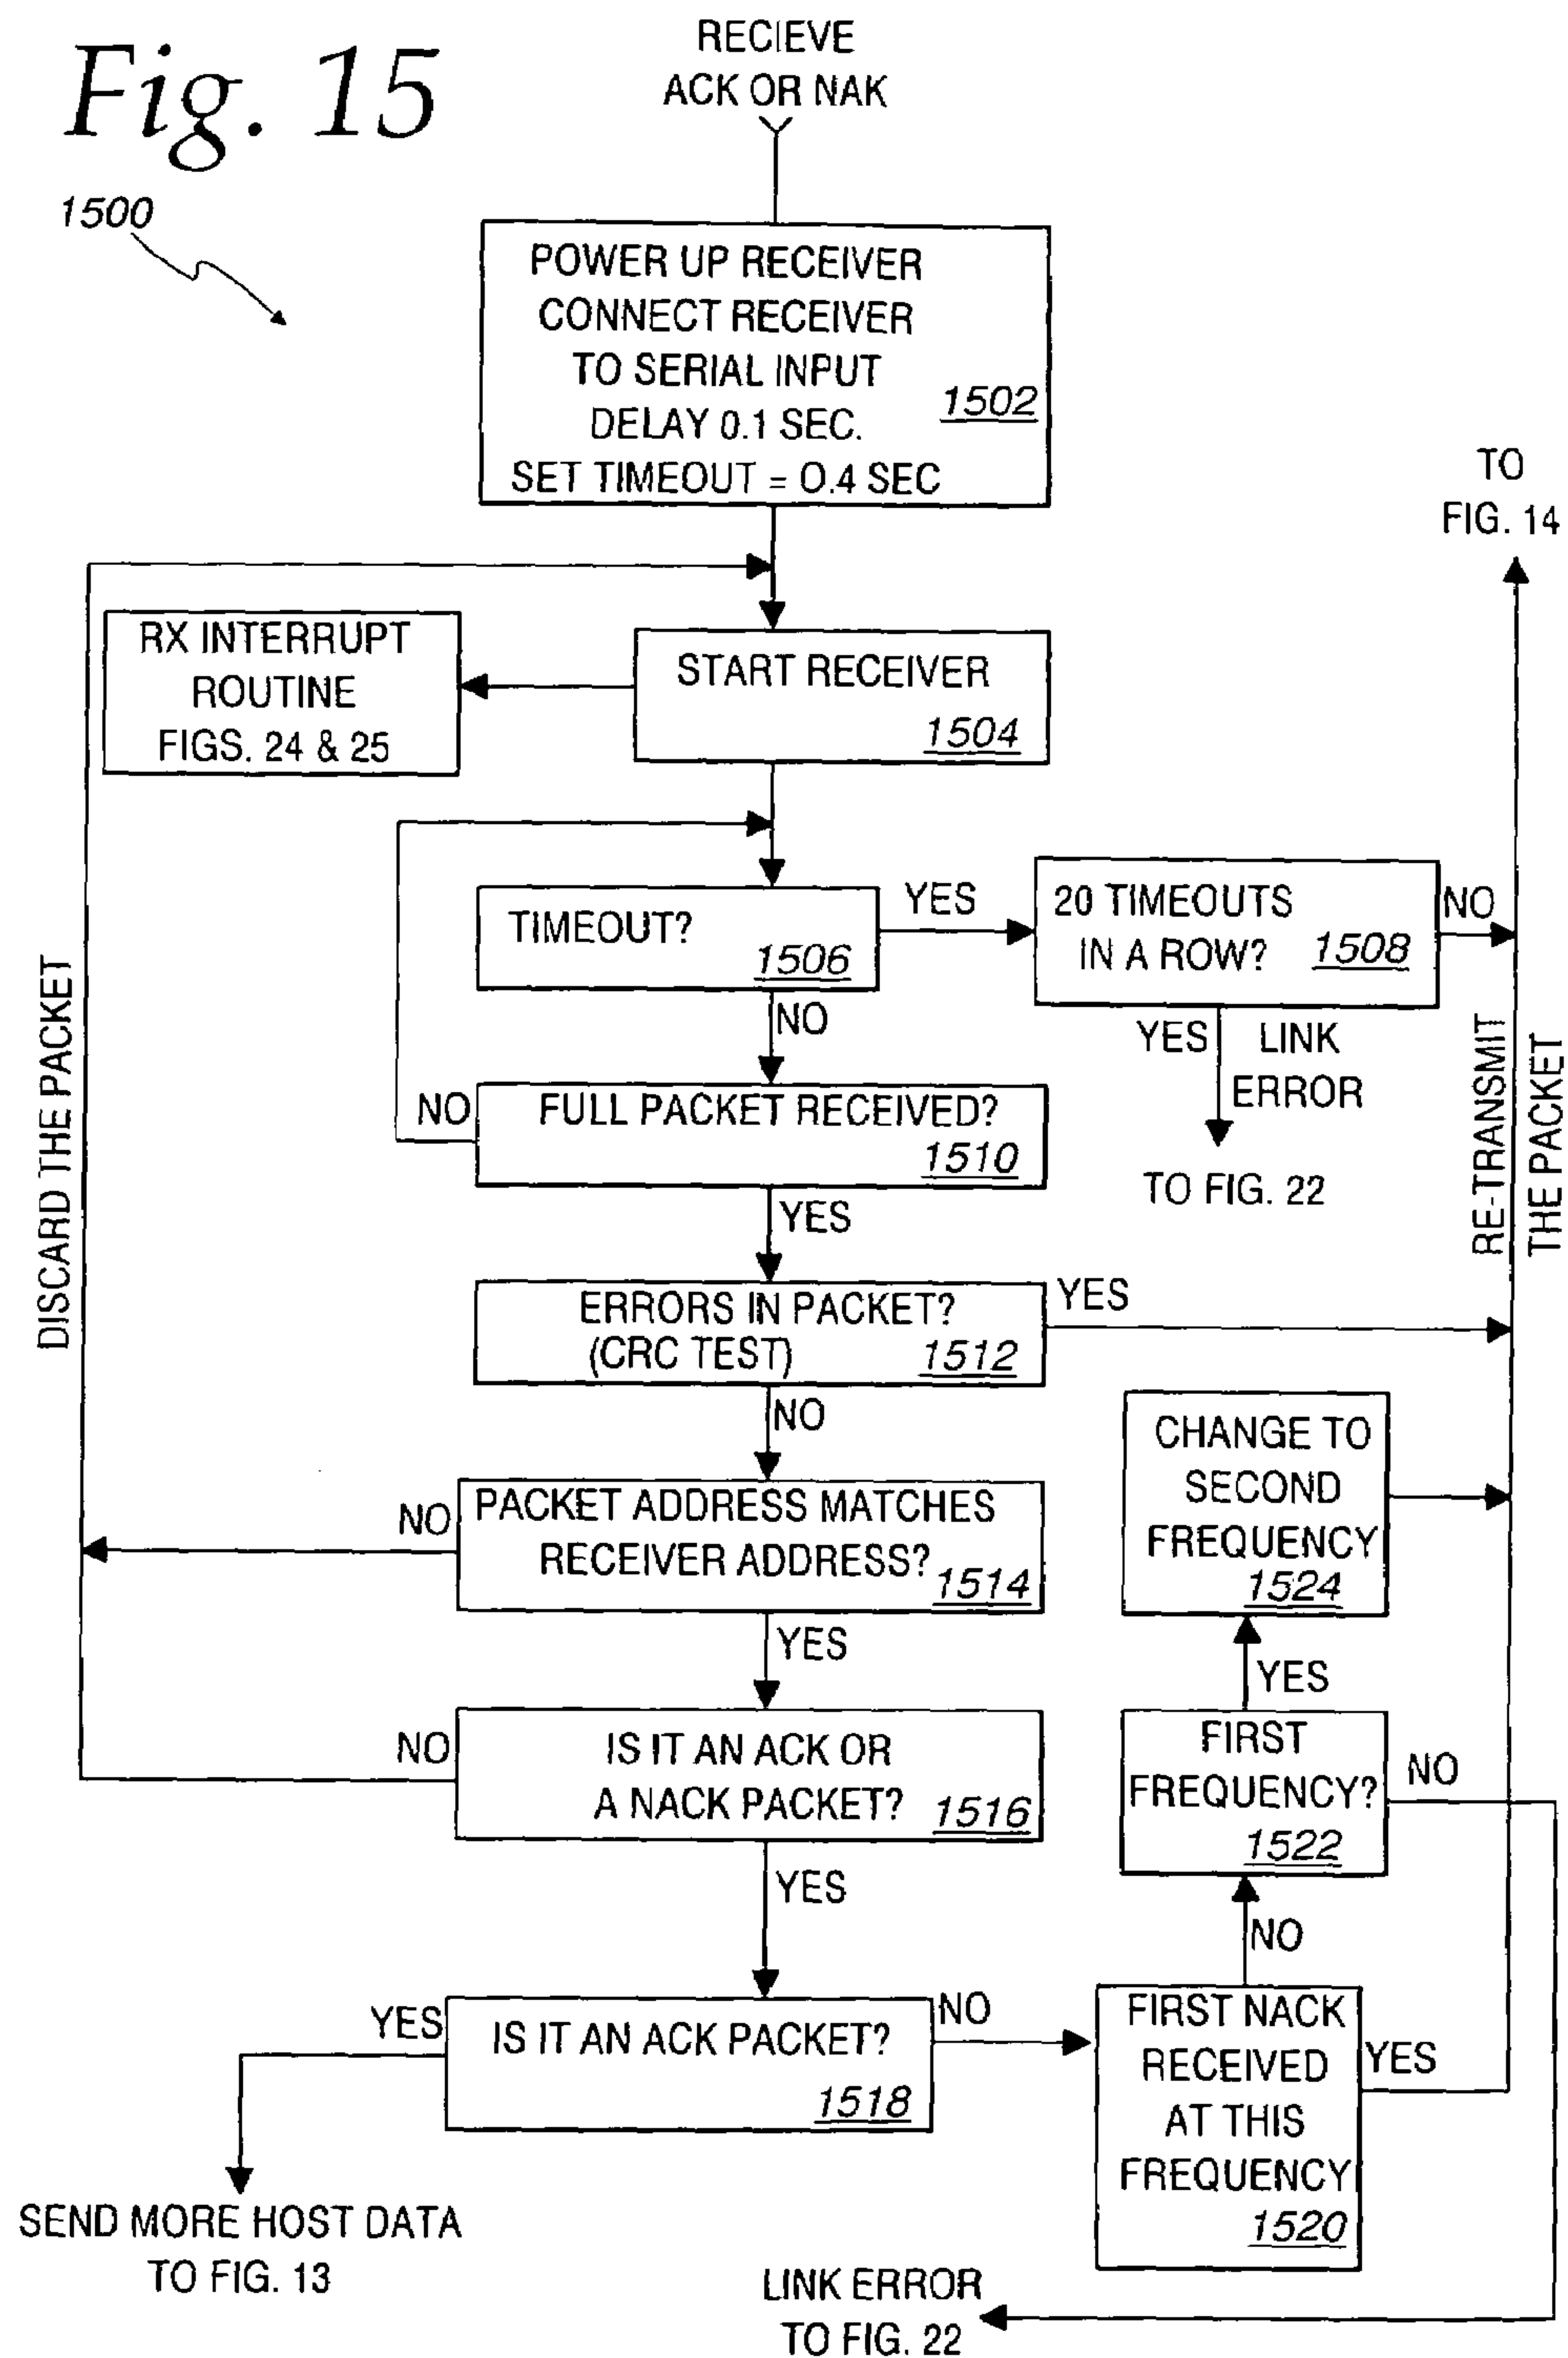 Fig. 15
RECIEVE
ACK OR NAK
1500
POWER UP RECEIVER
CONNECT RECEIVER
TO SERIAL INPUT
DELAY 0.1 SEC.
1502
SET TIMEOUT = 0.4 SEC
TO
FIG. 14
RX INTERRUPT
ROUTINE
FIGS. 24 & 25
START RECEIVER
1504
TIMEOUT?
1506
YES
20 TIMEOUTS
IN A ROW?
1508
NO
NO
YES
LINK
ERROR
TO FIG. 22
DISCARD THE PACKET
RE-TRANSMIT
THE PACKET
NO
FULL PACKET RECEIVED?
1510
YES
ERRORS IN PACKET?
(CRC TEST)
1512
YES
NO
CHANGE TO
SECOND
FREQUENCY
1524
NO
PACKET ADDRESS MATCHES
RECEIVER ADDRESS?
1514
YES
YES
NO
IS IT AN ACK OR
A NACK PACKET?
1516
FIRST
FREQUENCY?
1522
NO
YES
NO
YES
IS IT AN ACK PACKET?
1518
NO
FIRST NACK
RECEIVED
AT THIS
FREQUENCY
1520
YES
SEND MORE HOST DATA
TO FIG. 13
LINK ERROR
TO FIG. 22